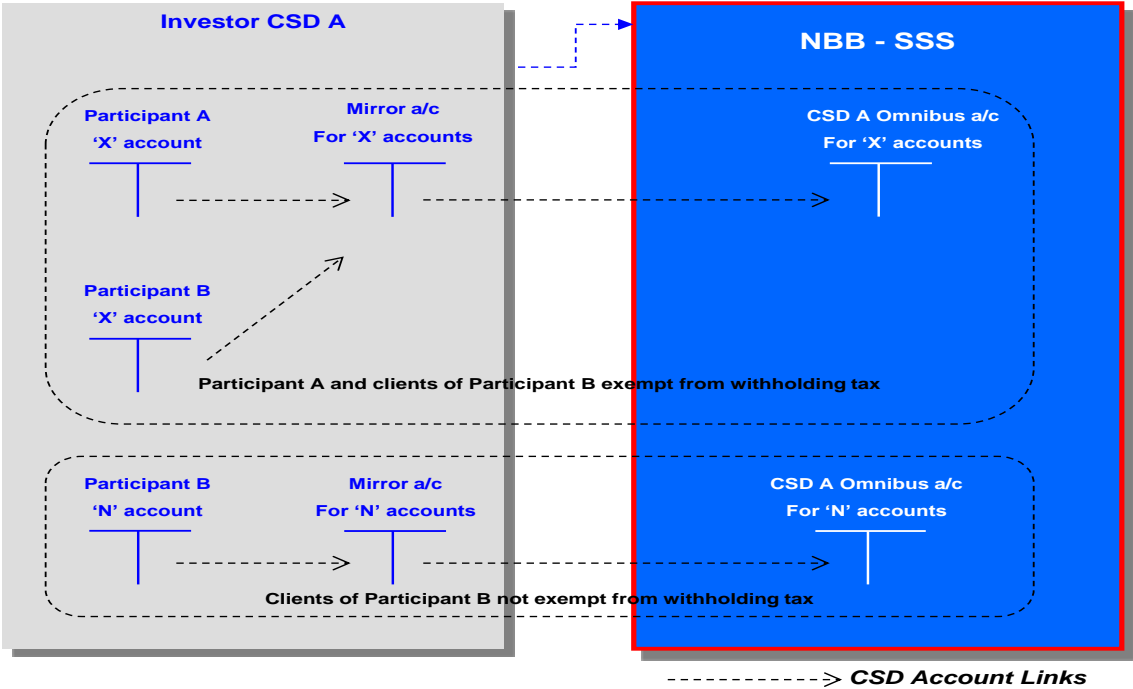 Investor CSD A
NBB - SSS
Participant A
‘X’ account
Mirror a/c
For ‘X’ accounts
CSD A Omnibus a/c
For ‘X’ accounts
Participant B
‘X’ account
Participant A and clients of Participant B exempt from withholding tax
Participant B
‘N’ account
Mirror a/c
For ‘N’ accounts
CSD A Omnibus a/c
For ‘N’ accounts
Clients of Participant B not exempt from withholding tax
CSD Account Links